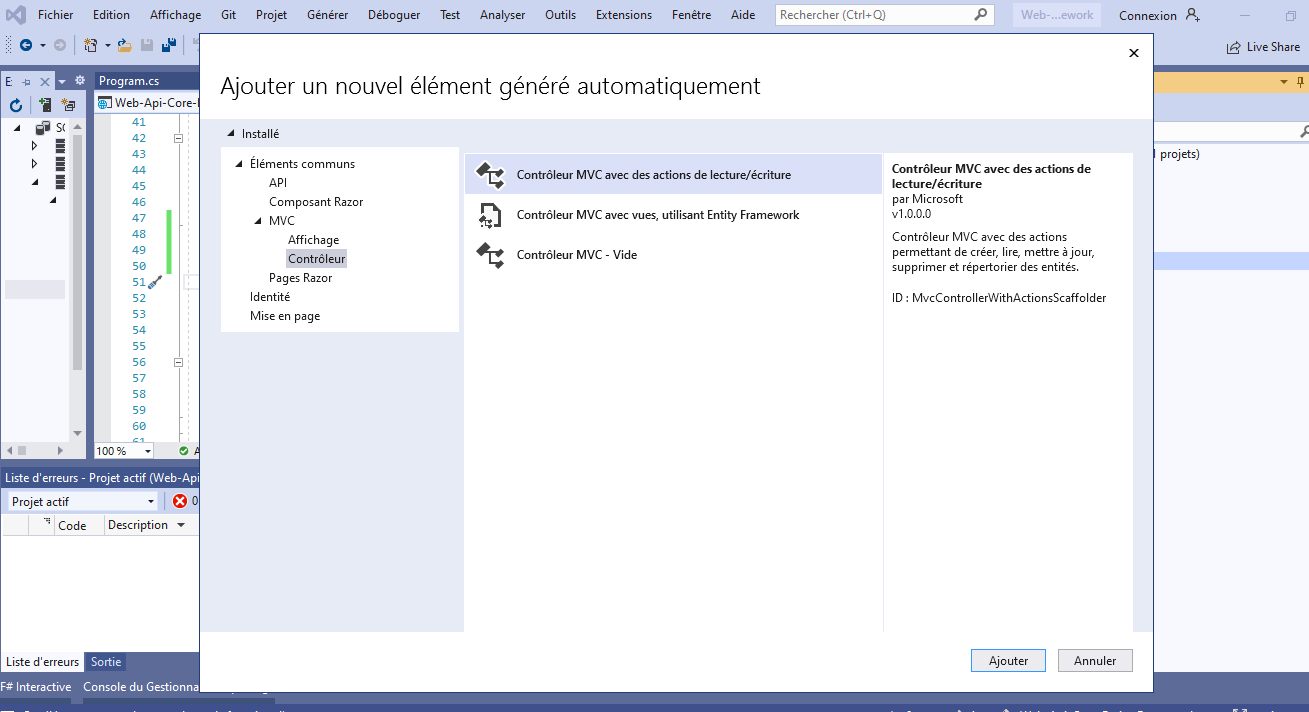 Fichier Edition Affichage Git Projet Générer Déboguer Test Analyser Outils Extensions Fenêtre Aide Rechercher (Ctrl+Q) Web-...ework Connexion
Live Share
E:
Program.cs
Web-Api-Core-
SQ
41
42
43
44
45
46
47
48
49
50
51
52
53
54
55
56
57
58
59
60
61
100 %
Ajouter un nouvel élément généré automatiquement
Installé
Éléments communs
API
Composant Razor
MVC
Affichage
Contrôleur
Pages Razor
Identité
Mise en page
Contrôleur MVC avec des actions de lecture/écriture
Contrôleur MVC avec vues, utilisant Entity Framework
Contrôleur MVC - Vide
Contrôleur MVC avec des actions de
lecture/écriture
par Microsoft
v1.0.0.0
Contrôleur MVC avec des actions
permettant de créer, lire, mettre à jour,
supprimer et répertorier des entités.
ID : MvcControllerWithActionsScaffolder
projets)
Ajouter Annuler
Liste d'erreurs - Projet actif (Web-Api
Projet actif 0
Code Description
Liste d'erreurs Sortie
F# Interactive Console du Gestionna